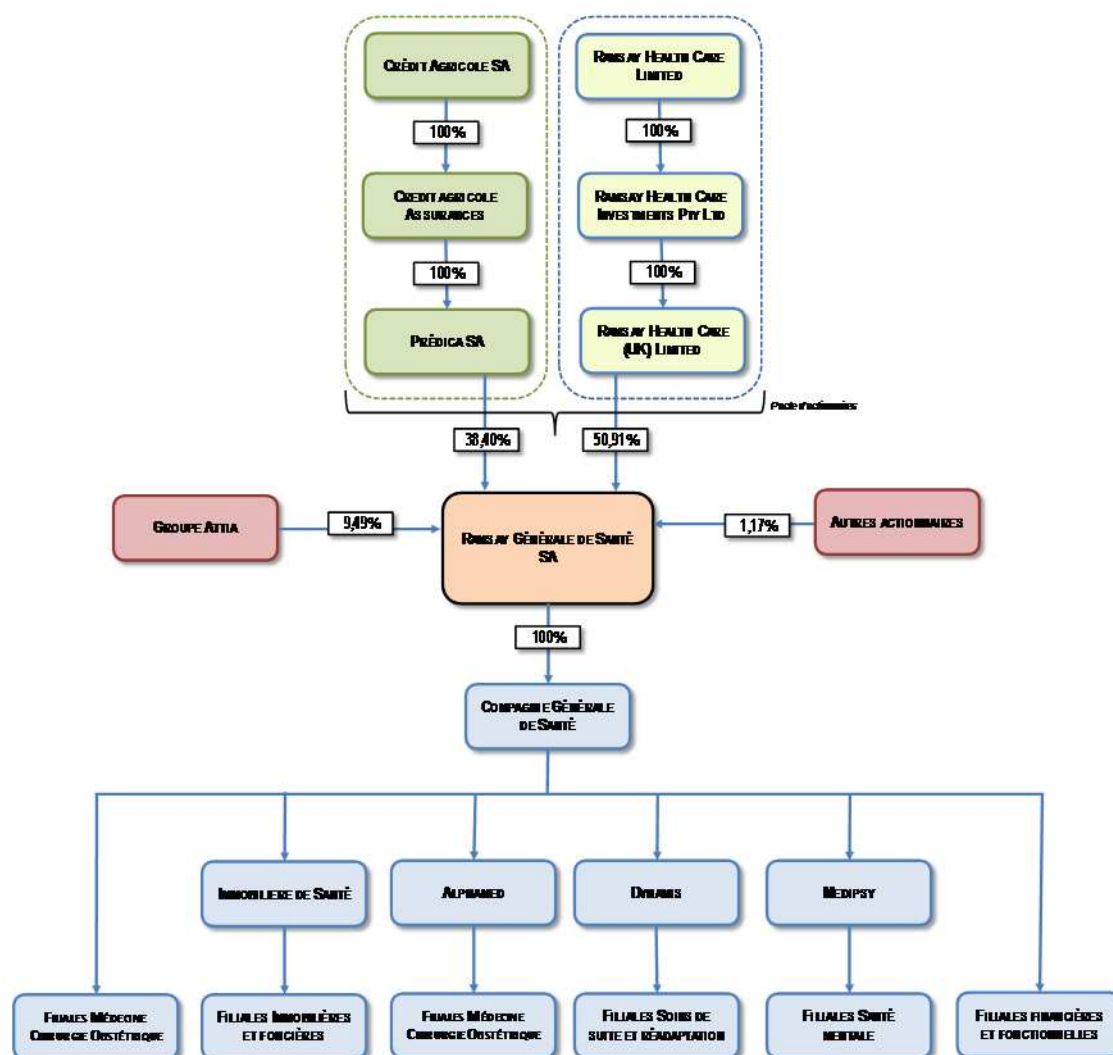 CRÉDIT AGRICOLE SA
RAMSAY HEALTH CARE
LIMITED
100%
100%
CRÉDIT AGRICOLE
ASSURANCES
RAMSAY HEALTH CARE
INVESTMENTS PTY LTD
100%
100%
PRÉDICA SA
RAMSAY HEALTH CARE
(UK) LIMITED
Pacte d'actionnaires
38,40%
50,91%
GROUPE ATTIA
9,49%
RAMSAY GÉNÉRALE DE SANTÉ
SA
1,17%
AUTRES ACTIONNAIRES
100%
COMPAGNIE GÉNÉRALE
DE SANTÉ
IMMOBILIERE DE SANTÉ
ALPHAMED
DYNAMIS
MEDIPSY
FILIALES MÉDECINE
CHIRURGIE OBSTÉTRIQUE
FILIALES IMMOBILIÈRES
ET FONCIÈRES
FILIALES MÉDECINE
CHIRURGIE OBSTÉTRIQUE
FILIALES SOINS DE
SUITE ET RÉADAPTATION
FILIALES SANTÉ
MENTALE
FILIALES FINANCIÈRES
ET FONCTIONNELLES